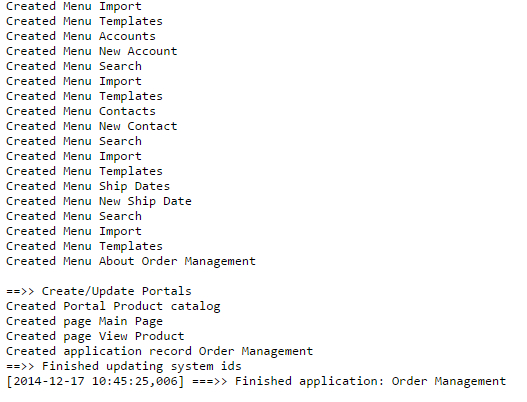 Created Menu Import
Created Menu Templates
Created Menu Accounts
Created Menu New Account
Created Menu Search
Created Menu Import
Created Menu Templates
Created Menu Contacts
Created Menu New Contact
Created Menu Search
Created Menu Import
Created Menu Templates
Created Menu Ship Dates
Created Menu New Ship Date
Created Menu Search
Created Menu Import
Created Menu Templates
Created Menu About Order Management
==>> Create/Update Portals
Created Portal Product catalog
Created page Main Page
Created page View Product
Created application record Order Management
==>> Finished updating system ids
[2014-12-17 10:45:25,006] ===>> Finished application: Order Management